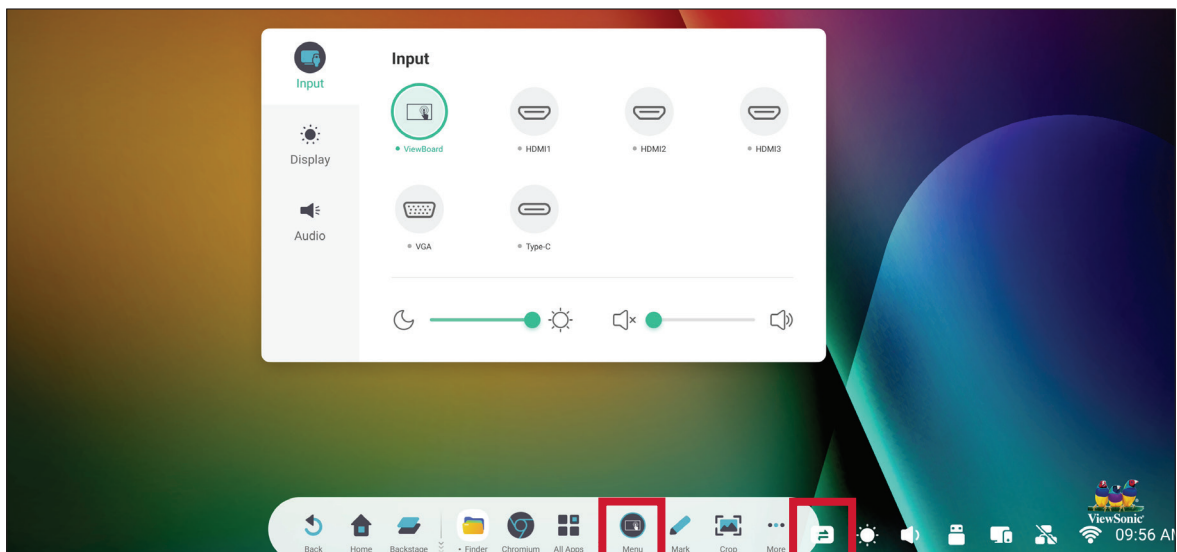 Input
Input
ViewBoard
HDMI1
HDMI2
HDMI3
Display
Audio
VGA
Type-C
Back
Home
Backstage
Finder
Chromium
All Apps
Menu
Mark
Crop
More
ViewSonic
09:56 AM